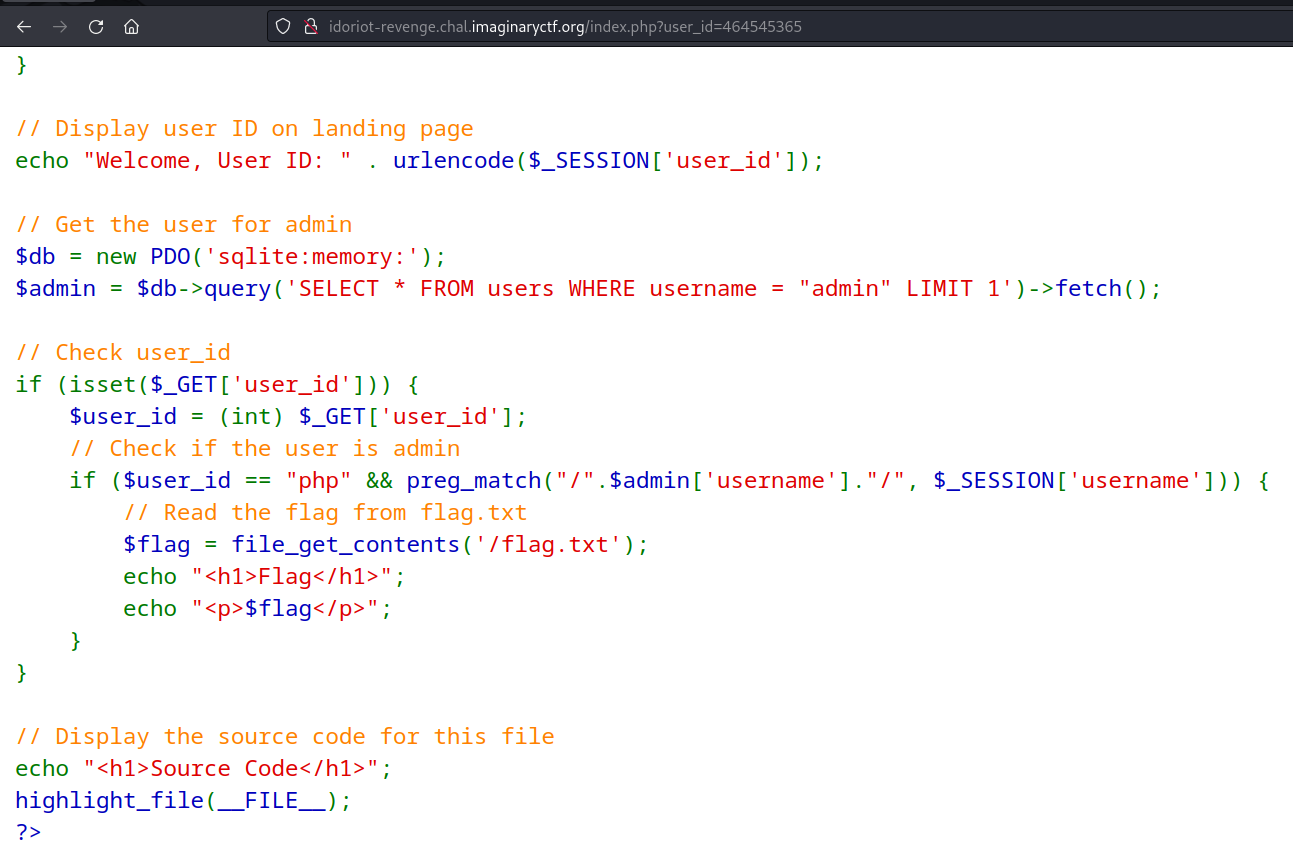 idoriot-revenge.chal.imaginaryctf.org/index.php?user_id=464545365
}
// Display user ID on landing page
echo "Welcome, User ID: " . urlencode($_SESSION['user_id']);
// Get the user for admin
$db = new PDO('sqlite:memory:');
$admin = $db->query('SELECT * FROM users WHERE username = "admin" LIMIT 1')->fetch();
// Check user_id
if (isset($_GET['user_id'])) {
    $user_id = (int) $_GET['user_id'];
    // Check if the user is admin
    if ($user_id == "php" && preg_match("/".$admin['username']."/", $_SESSION['username'])) {
        // Read the flag from flag.txt
        $flag = file_get_contents('/flag.txt');
        echo "<h1>Flag</h1>";
        echo "<p>$flag</p>";
    }
}
// Display the source code for this file
echo "<h1>Source Code</h1>";
highlight_file(__FILE__);
?>